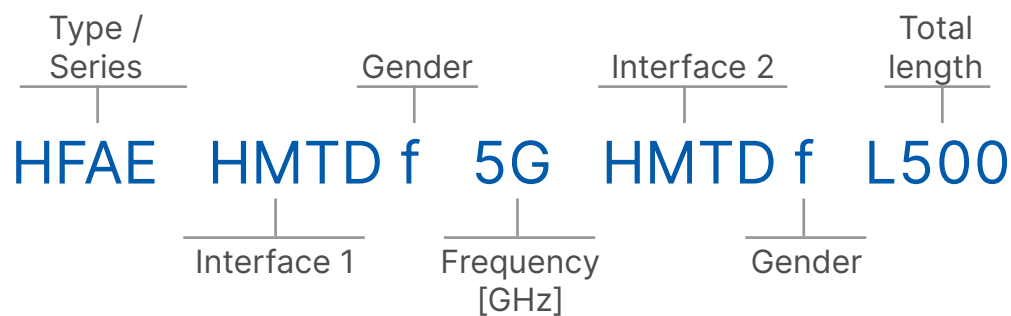 Type /
Series
Gender
Interface 2
Total
length
HFAE HMTD f 5G HMTD f L500
Interface 1
Frequency
[GHz]
Gender